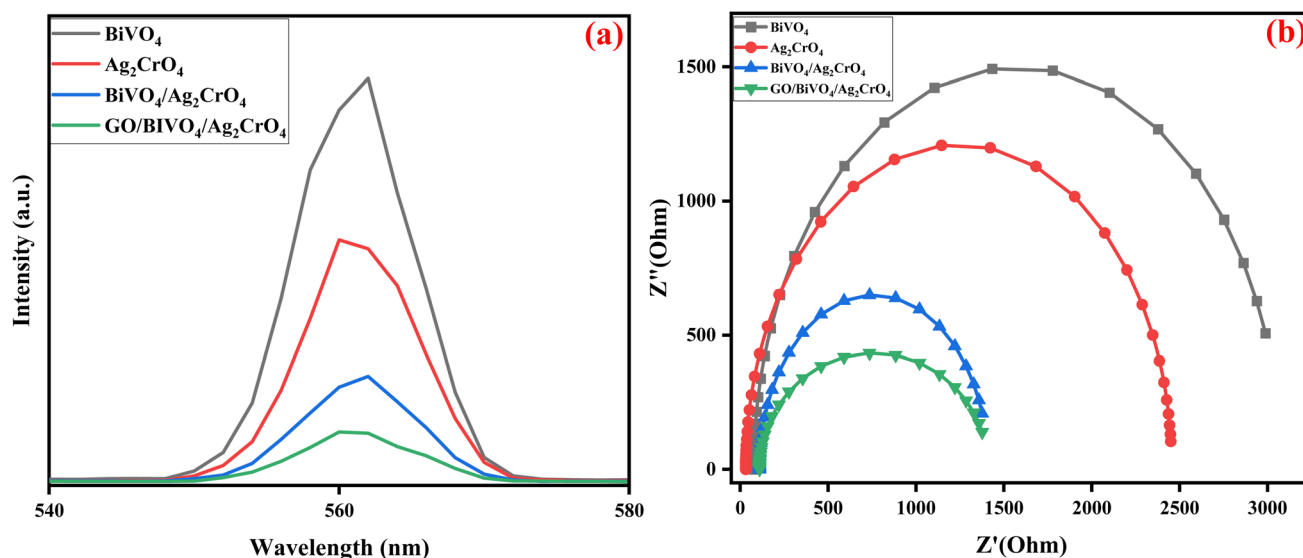 BiVO₄
Ag₂CrO₄
BiVO₄/Ag₂CrO₄
GO/BIVO₄/Ag₂CrO₄
(a)
Intensity (a.u.)
540
560
580
Wavelength (nm)
BiVO₄
Ag₂CrO₄
BiVO₄/Ag₂CrO₄
GO/BiVO₄/Ag₂CrO₄
(b)
Z''(Ohm)
1500
1000
500
0
0
500
1000
1500
2000
2500
3000
Z'(Ohm)